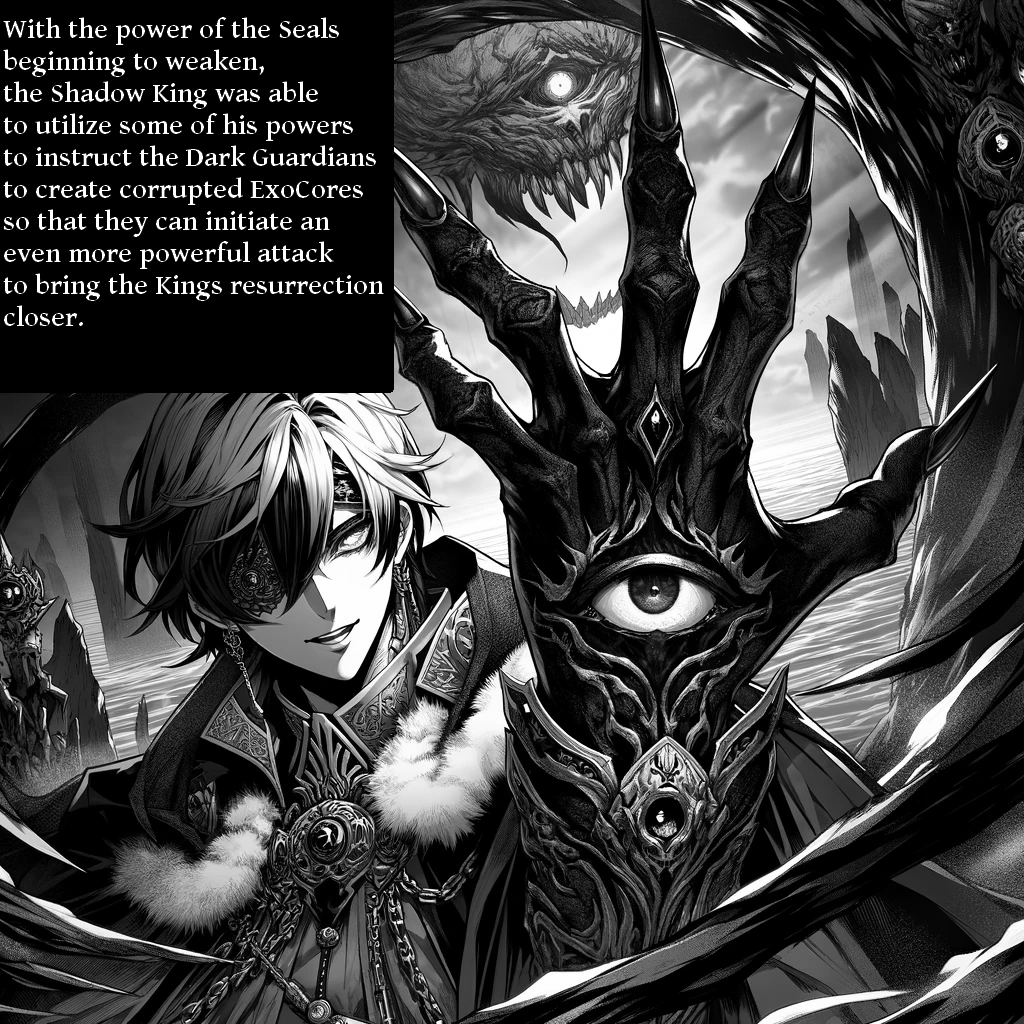 With the power of the Seals
beginning to weaken,
the Shadow King was able
to utilize some of his powers
to instruct the Dark Guardians
to create corrupted ExoCores
so that they can initiate an
even more powerful attack
to bring the Kings resurrection
closer.